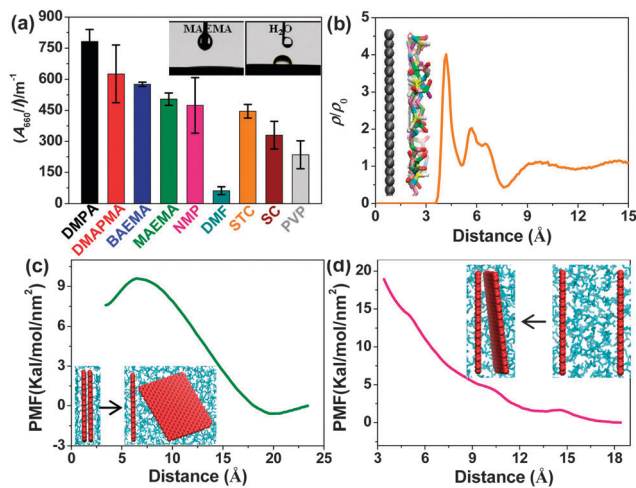 (a)
(A660/l)/m-1
900
750
600
450
300
150
0
MAEMA
H2O
DMPA
DMAPMA
BAEMA
MAEMA
NMP
DMF
STC
SC
PVP
(b)
ρ/ρ0
5
4
3
2
1
0
0 3 6 9 12 15
Distance (Å)
(c)
PMF(Kal/mol/nm2)
9
6
3
0
-3
0 5 10 15 20 25
Distance (Å)
(d)
PMF(Kal/mol/nm2)
20
15
10
5
0
3 6 9 12 15 18
Distance (Å)